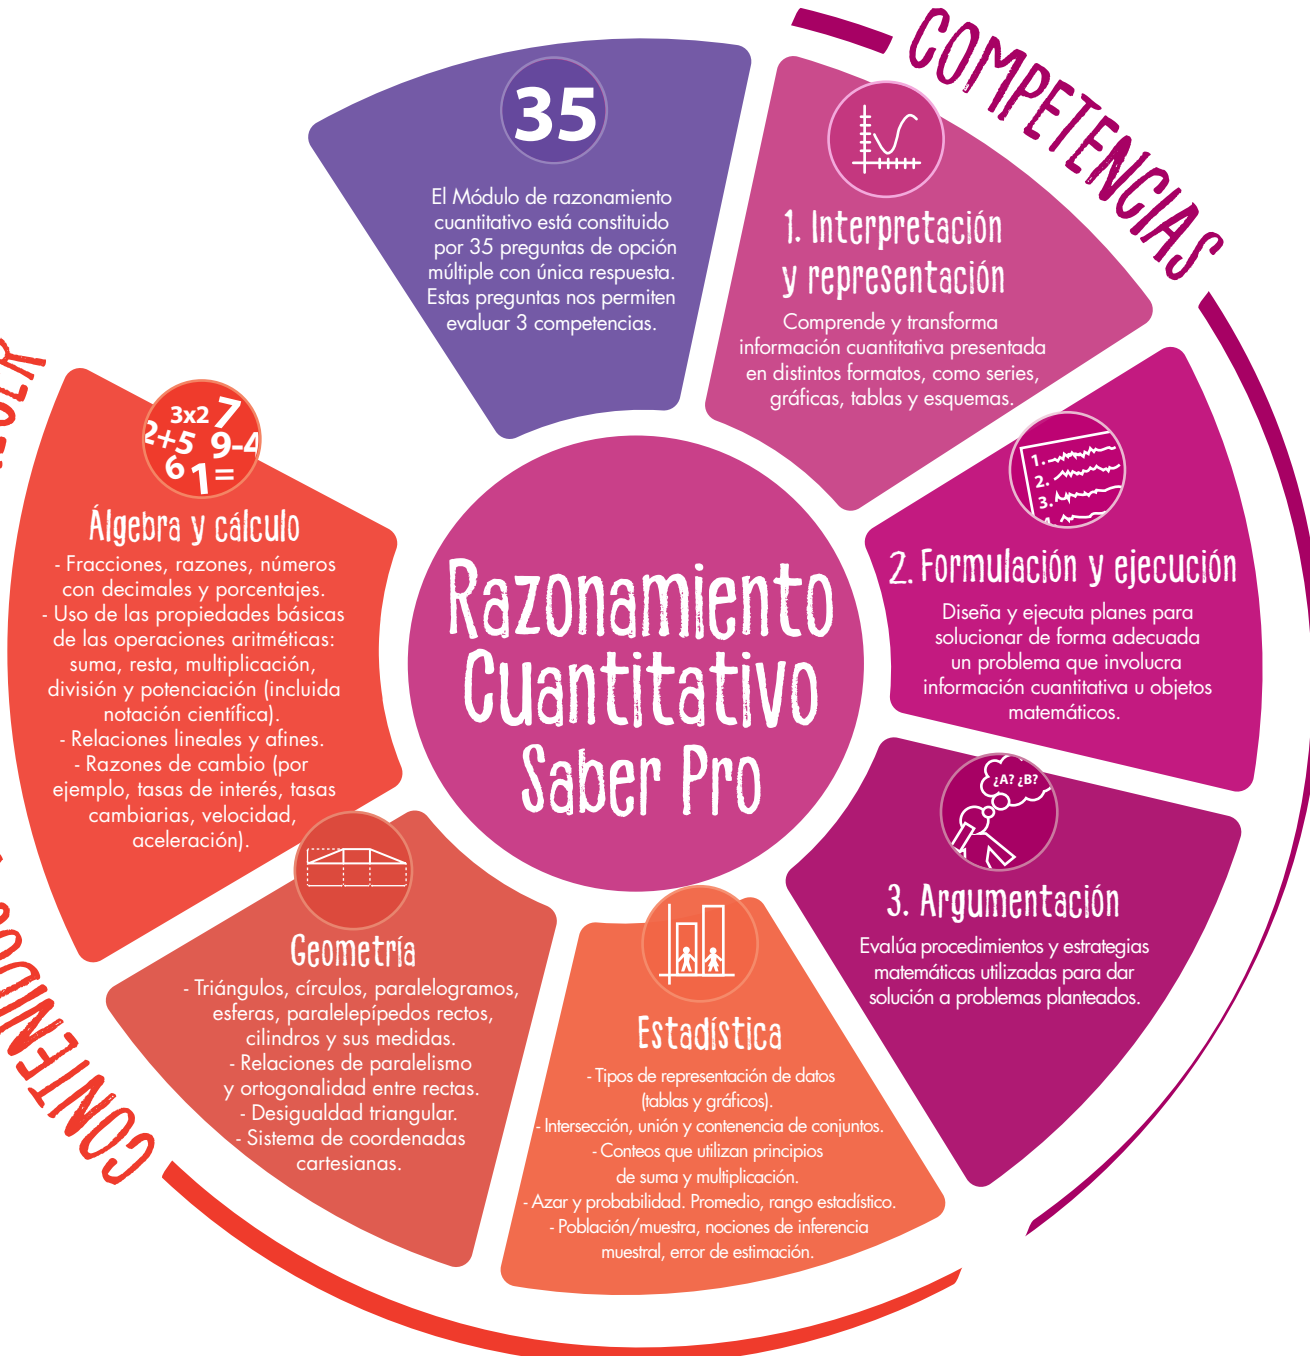 COMPETENCIAS
35
El Módulo de razonamiento
cuantitativo está constituido
por 35 preguntas de opción
múltiple con única respuesta.
Estas preguntas nos permiten
evaluar 3 competencias.
1. Interpretación
y representación
Comprende y transforma
información cuantitativa presentada
en distintos formatos, como series,
gráficas, tablas y esquemas.
1.
2.
3.
2. Formulación y ejecución
Diseña y ejecuta planes para
solucionar de forma adecuada
un problema que involucra
información cuantitativa u objetos
matemáticos.
¿A? ¿B?
3. Argumentación
Evalúa procedimientos y estrategias
matemáticas utilizadas para dar
solución a problemas planteados.
Razonamiento
Cuantitativo
Saber Pro
3x2 7
2+5 9-4
6 1=
Álgebra y cálculo
- Fracciones, razones, números
con decimales y porcentajes.
- Uso de las propiedades básicas
de las operaciones aritméticas:
suma, resta, multiplicación,
división y potenciación (incluida
notación científica).
- Relaciones lineales y afines.
- Razones de cambio (por
ejemplo, tasas de interés, tasas
cambiarias, velocidad,
aceleración).
Geometría
- Triángulos, círculos, paralelogramos,
esferas, paralelepípedos rectos,
cilindros y sus medidas.
- Relaciones de paralelismo
y ortogonalidad entre rectas.
- Desigualdad triangular.
- Sistema de coordenadas
cartesianas.
Estadística
- Tipos de representación de datos
(tablas y gráficos).
- Intersección, unión y contenencia de conjuntos.
- Conteos que utilizan principios
de suma y multiplicación.
- Azar y probabilidad. Promedio, rango estadístico.
- Población/muestra, nociones de inferencia
muestral, error de estimación.
CONTENIDOS